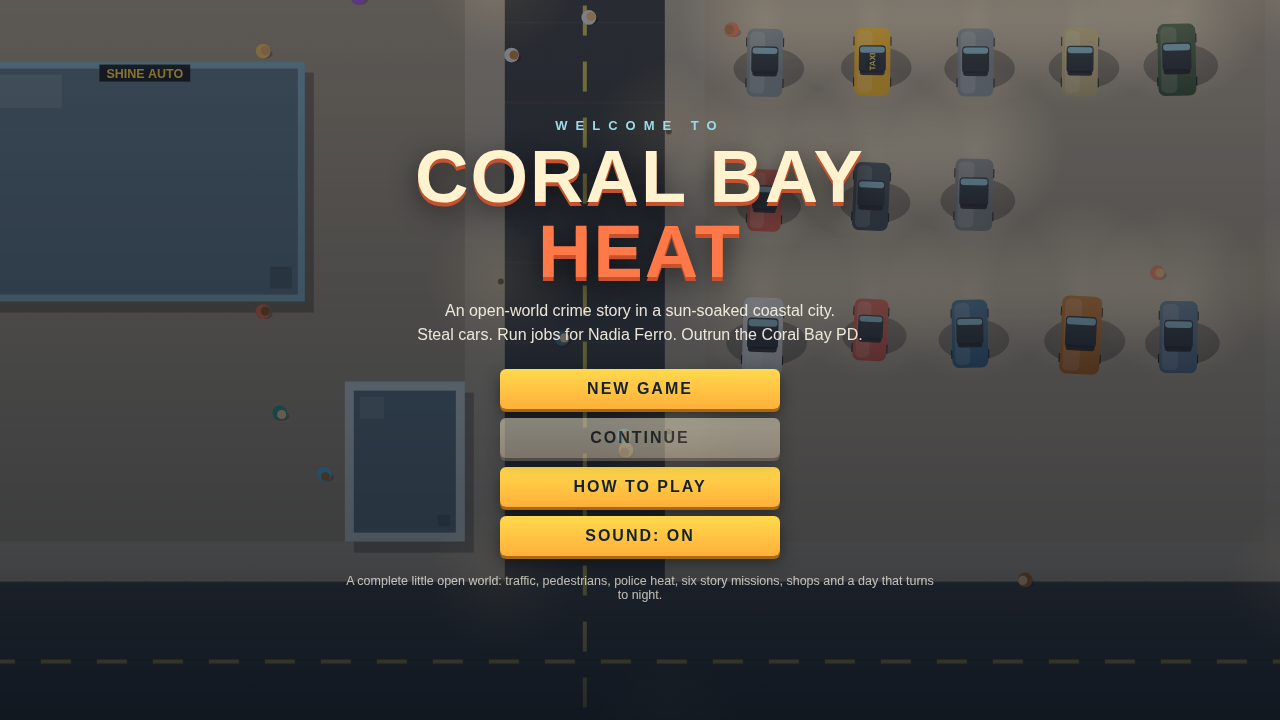 SHINE AUTO
TAXI
WELCOME TO
CORAL BAY
HEAT
An open-world crime story in a sun-soaked coastal city.
Steal cars. Run jobs for Nadia Ferro. Outrun the Coral Bay PD.
NEW GAME
CONTINUE
HOW TO PLAY
SOUND: ON
A complete little open world: traffic, pedestrians, police heat, six story missions, shops and a day that turns
to night.